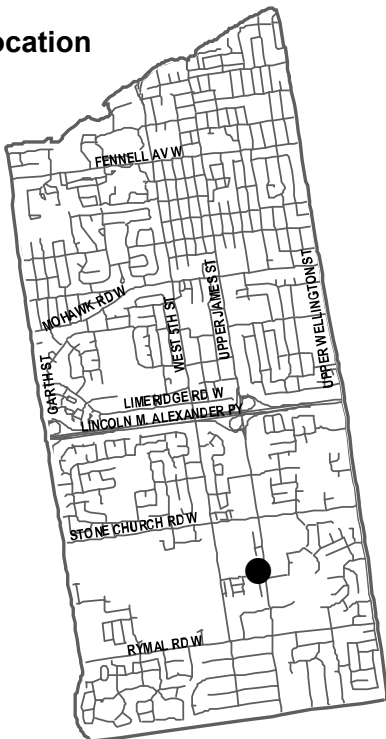 ocation
FENNELL AV W
MOHAWK RD W
WEST 5TH ST
UPPER JAMES ST
UPPER WELLINGTON ST
GARTH ST
LIMERIDGE RD W
LINCOLN M. ALEXANDER PY
STONE CHURCH RD W
RYMAL RD W